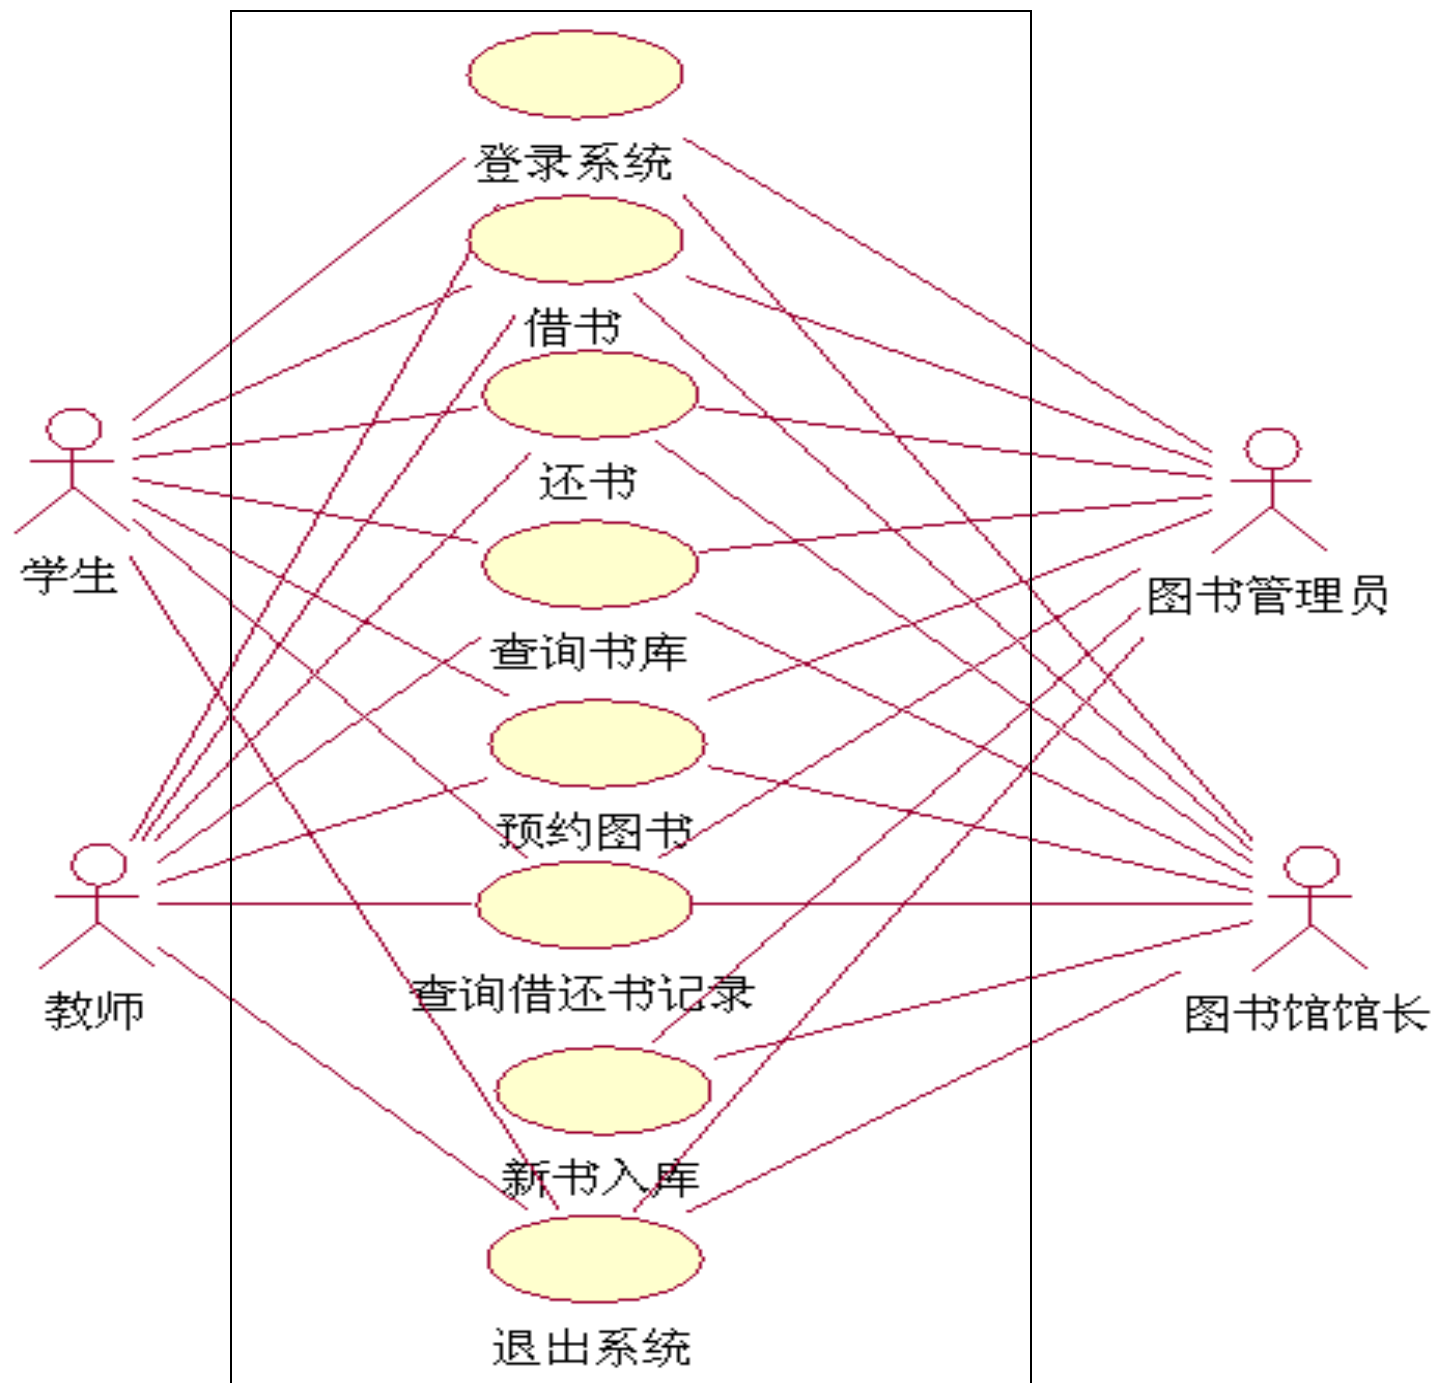 登录系统
借书
还书
学生
图书管理员
查询书库
预约图书
查询借还书记录
教师
图书馆馆长
新书入库
退出系统